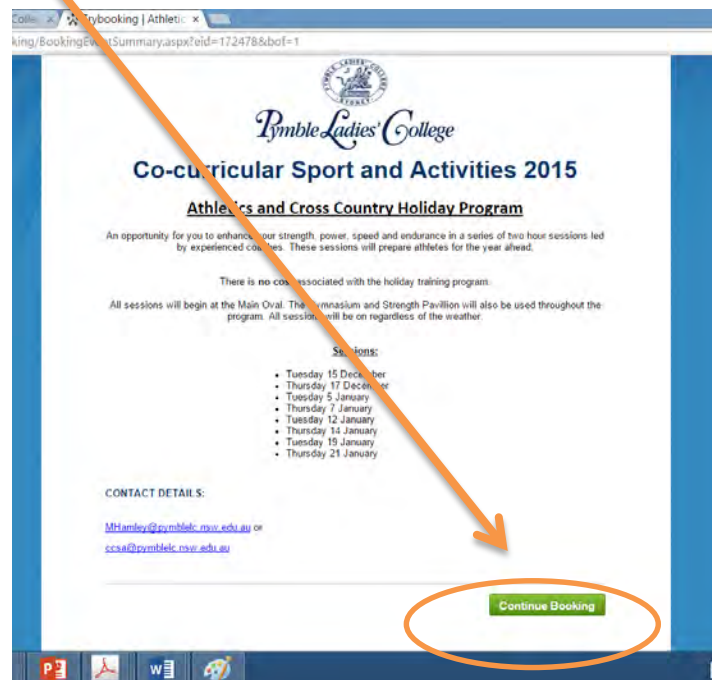 Colle
Trybooking | Athletic
king/BookingEventSummary.aspx?eid=172478&bof=1
Pymble Ladies' College
Co-curricular Sport and Activities 2015
Athletics and Cross Country Holiday Program
An opportunity for you to enhance your strength, power, speed and endurance in a series of two hour sessions led
by experienced coaches. These sessions will prepare athletes for the year ahead.
There is no cost associated with the holiday training program.
All sessions will begin at the Main Oval. The Gymnasium and Strength Pavillion will also be used throughout the
program. All sessions will be on regardless of the weather.
Sessions:
• Tuesday 15 December
• Thursday 17 December
• Tuesday 5 January
• Thursday 7 January
• Tuesday 12 January
• Thursday 14 January
• Tuesday 19 January
• Thursday 21 January
CONTACT DETAILS:
MHamley@pymblelc.nsw.edu.au or
ccsa@pymblelc.nsw.edu.au
Continue Booking